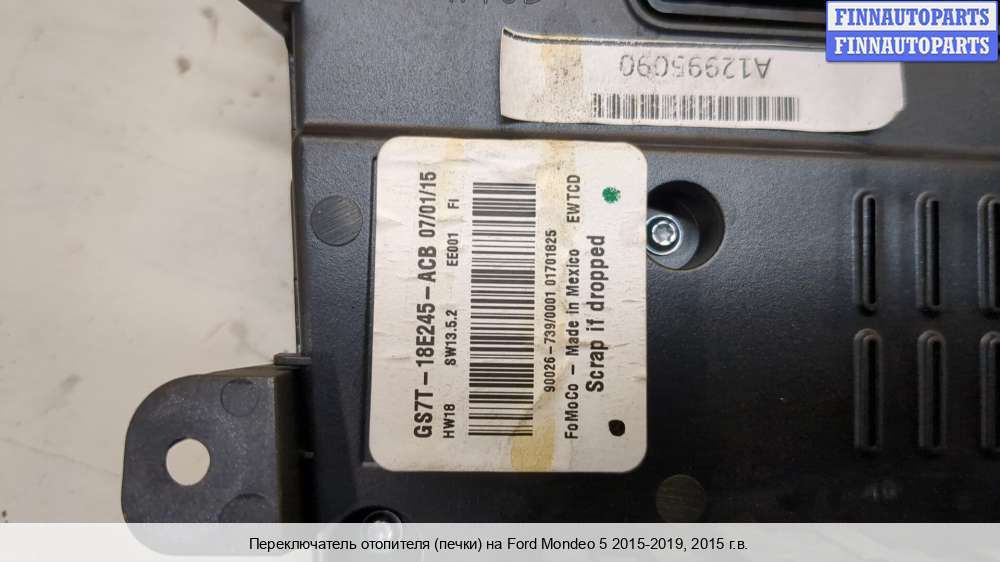 FINNAUTOPARTS
FINNAUTOPARTS
A12995090
GS7T-18E245-ACB 07/01/15
HW18 SW13.5.2 EE001 FI
90026-739/0001 01701825
FoMoCo - Made in Mexico EWTCD
Scrap if dropped
Переключатель отопителя (печки) на Ford Mondeo 5 2015-2019, 2015 г.в.